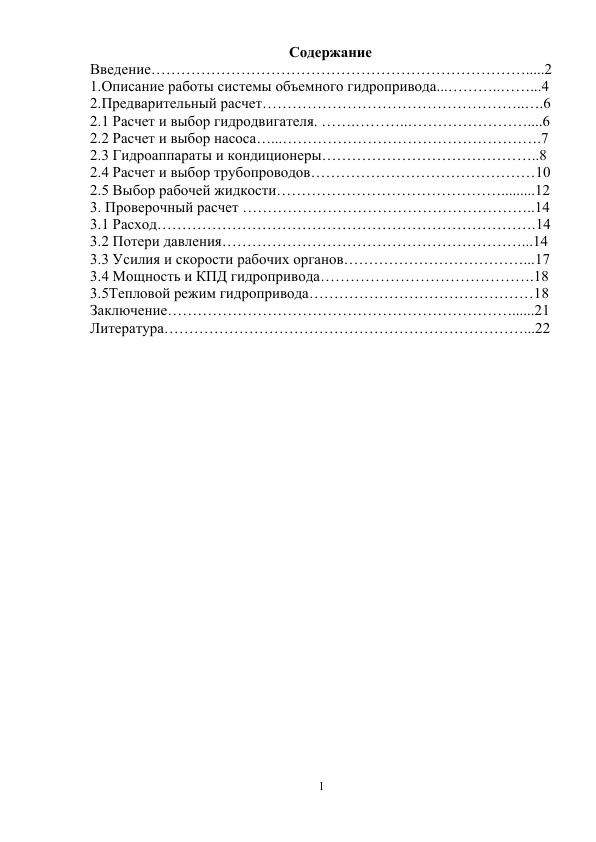 Содержание
Введение…………………………………………………………………......2
1.Описание работы системы объемного гидропривода...………..……...4
2.Предварительный расчет……………………………………………..….6
2.1 Расчет и выбор гидродвигателя. …….………..……………………....6
2.2 Расчет и выбор насоса…...…………………………………………….7
2.3 Гидроаппараты и кондиционеры……………………………………..8
2.4 Расчет и выбор трубопроводов………………………………………10
2.5 Выбор рабочей жидкости……………………………………….........12
3. Проверочный расчет …………………………………………………..14
3.1 Расход………………………………………………………………….14
3.2 Потери давления……………………………………………………...14
3.3 Усилия и скорости рабочих органов………………………………...17
3.4 Мощность и КПД гидропривода…………………………………….18
3.5Тепловой режим гидропривода………………………………………18
Заключение……………………………………………………………......21
Литература………………………………………………………………...22
1